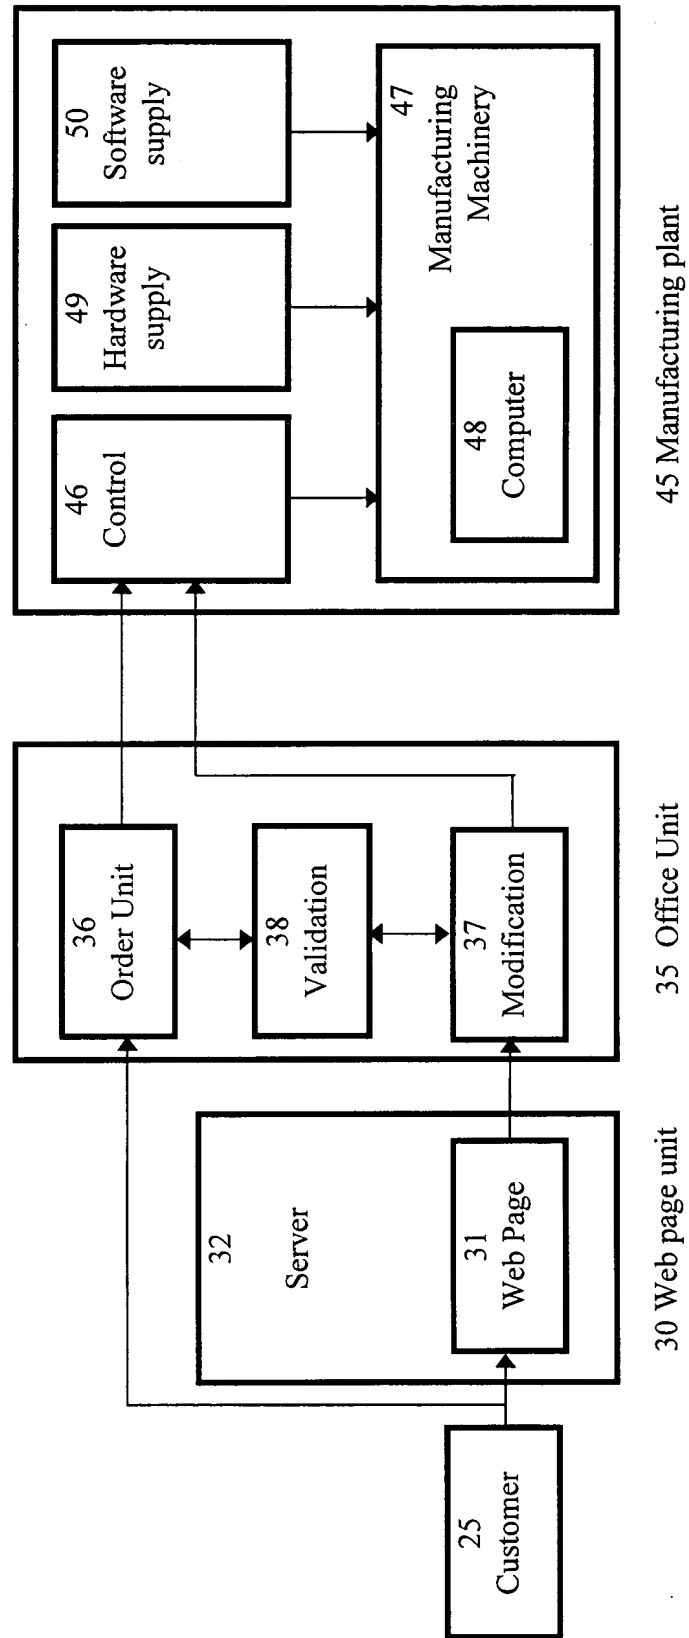 25
Customer
32
Server
31
Web Page
30 Web page unit
36
Order Unit
38
Validation
37
Modification
35 Office Unit
46
Control
49
Hardware
supply
50
Software
supply
47
Manufacturing
Machinery
48
Computer
45 Manufacturing plant